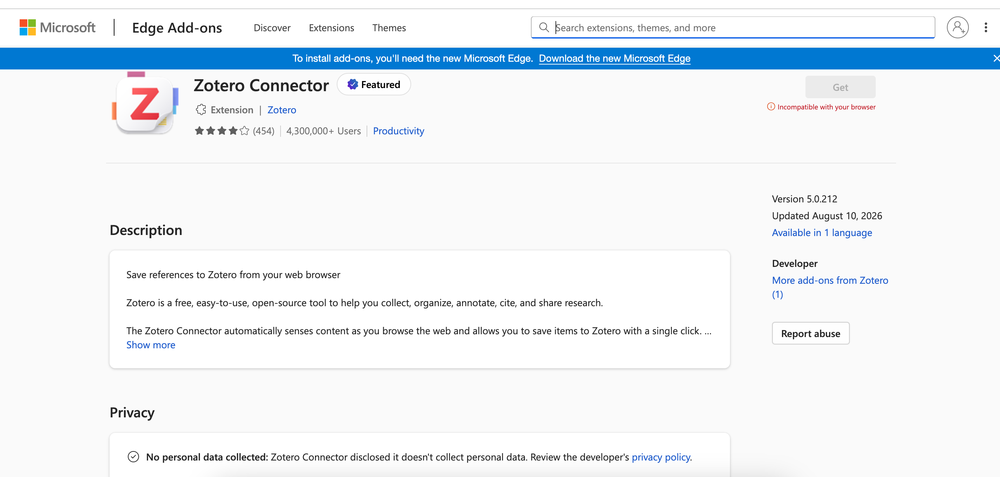 Microsoft
Edge Add-ons
Discover
Extensions
Themes
Search extensions, themes, and more
To install add-ons, you'll need the new Microsoft Edge. Download the new Microsoft Edge
Z
Zotero Connector
Featured
Get
Extension | Zotero
Incompatible with your browser
(454)
4,300,000+ Users
Productivity
Version 5.0.212
Updated August 10, 2026
Available in 1 language
Description
Developer
More add-ons from Zotero
(1)
Save references to Zotero from your web browser
Zotero is a free, easy-to-use, open-source tool to help you collect, organize, annotate, cite, and share research.
The Zotero Connector automatically senses content as you browse the web and allows you to save items to Zotero with a single click. ...
Show more
Report abuse
Privacy
No personal data collected: Zotero Connector disclosed it doesn't collect personal data. Review the developer's privacy policy.